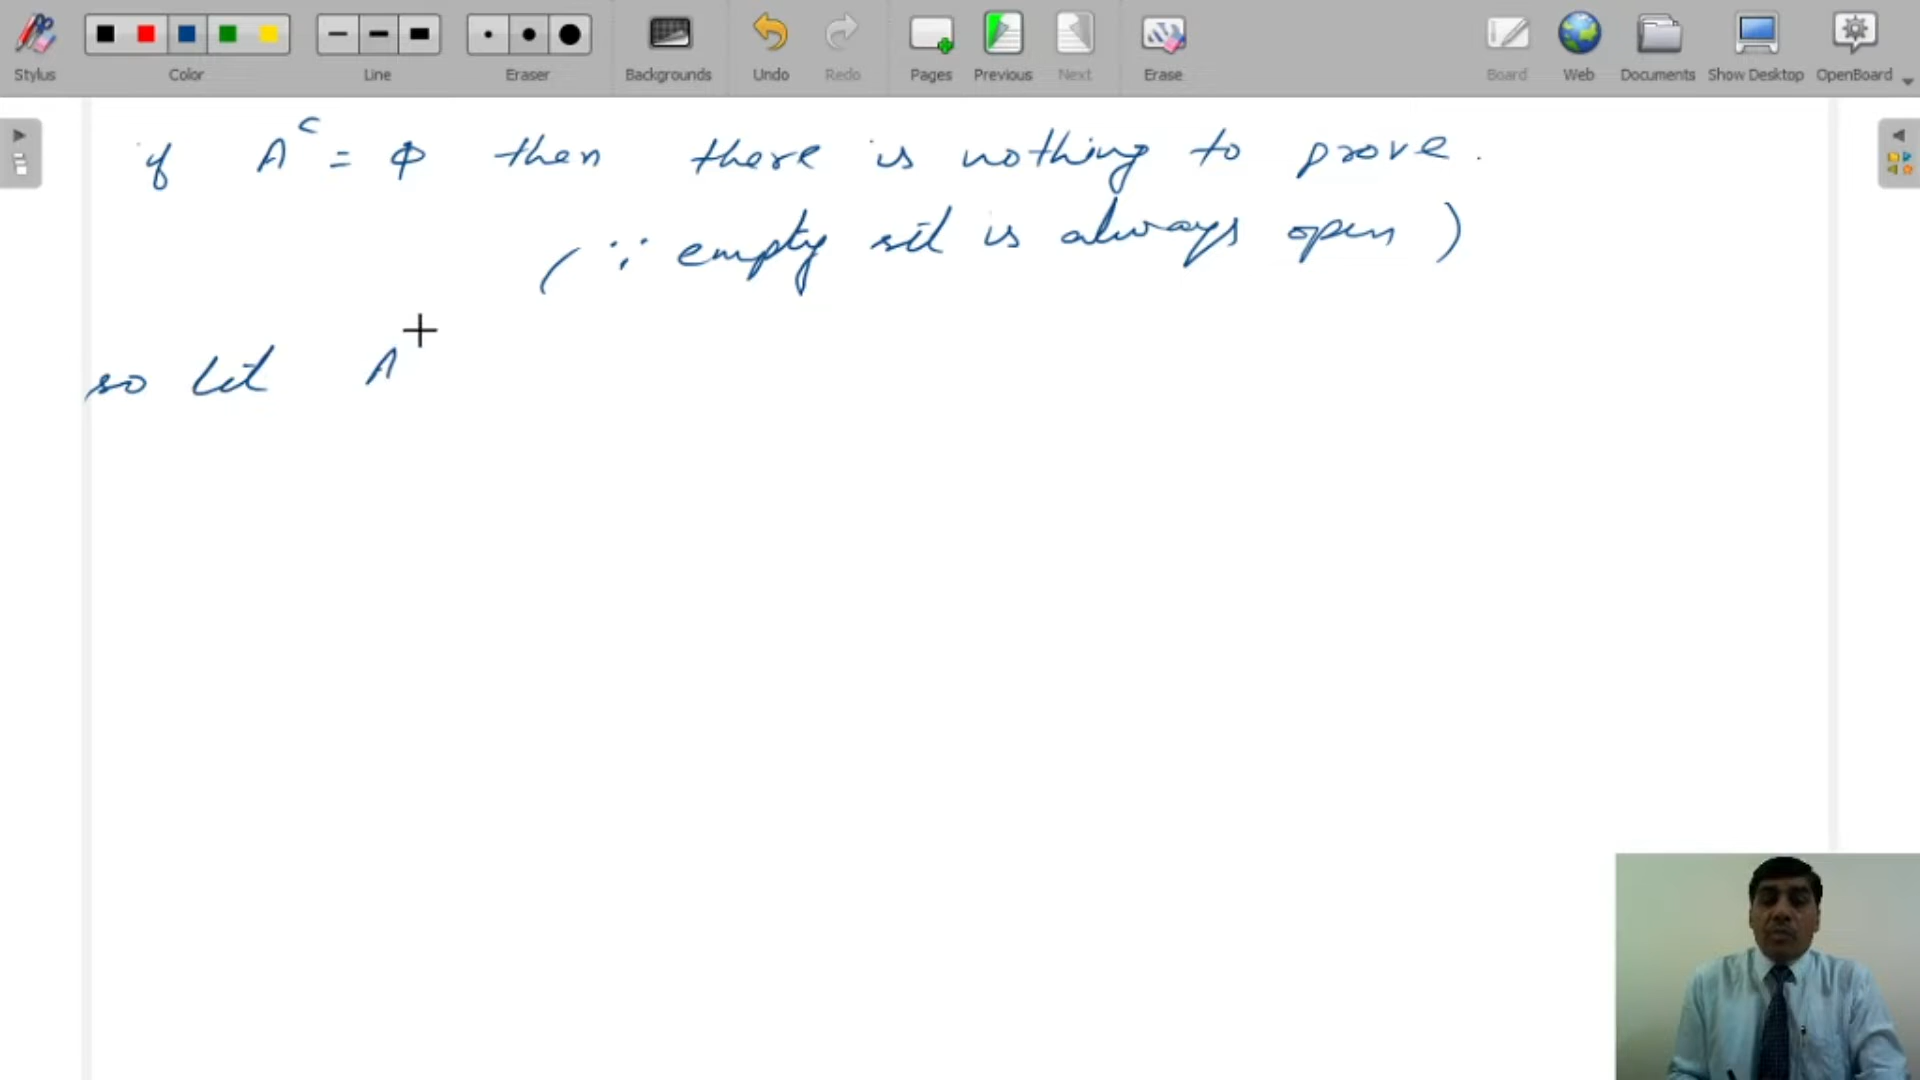 Stylus Color Line Eraser Backgrounds Undo Redo Pages Previous Next Erase Board Web Documents Show Desktop OpenBoard
if A^c = ϕ then there is nothing to prove.
(∵ empty set is always open)
so let A